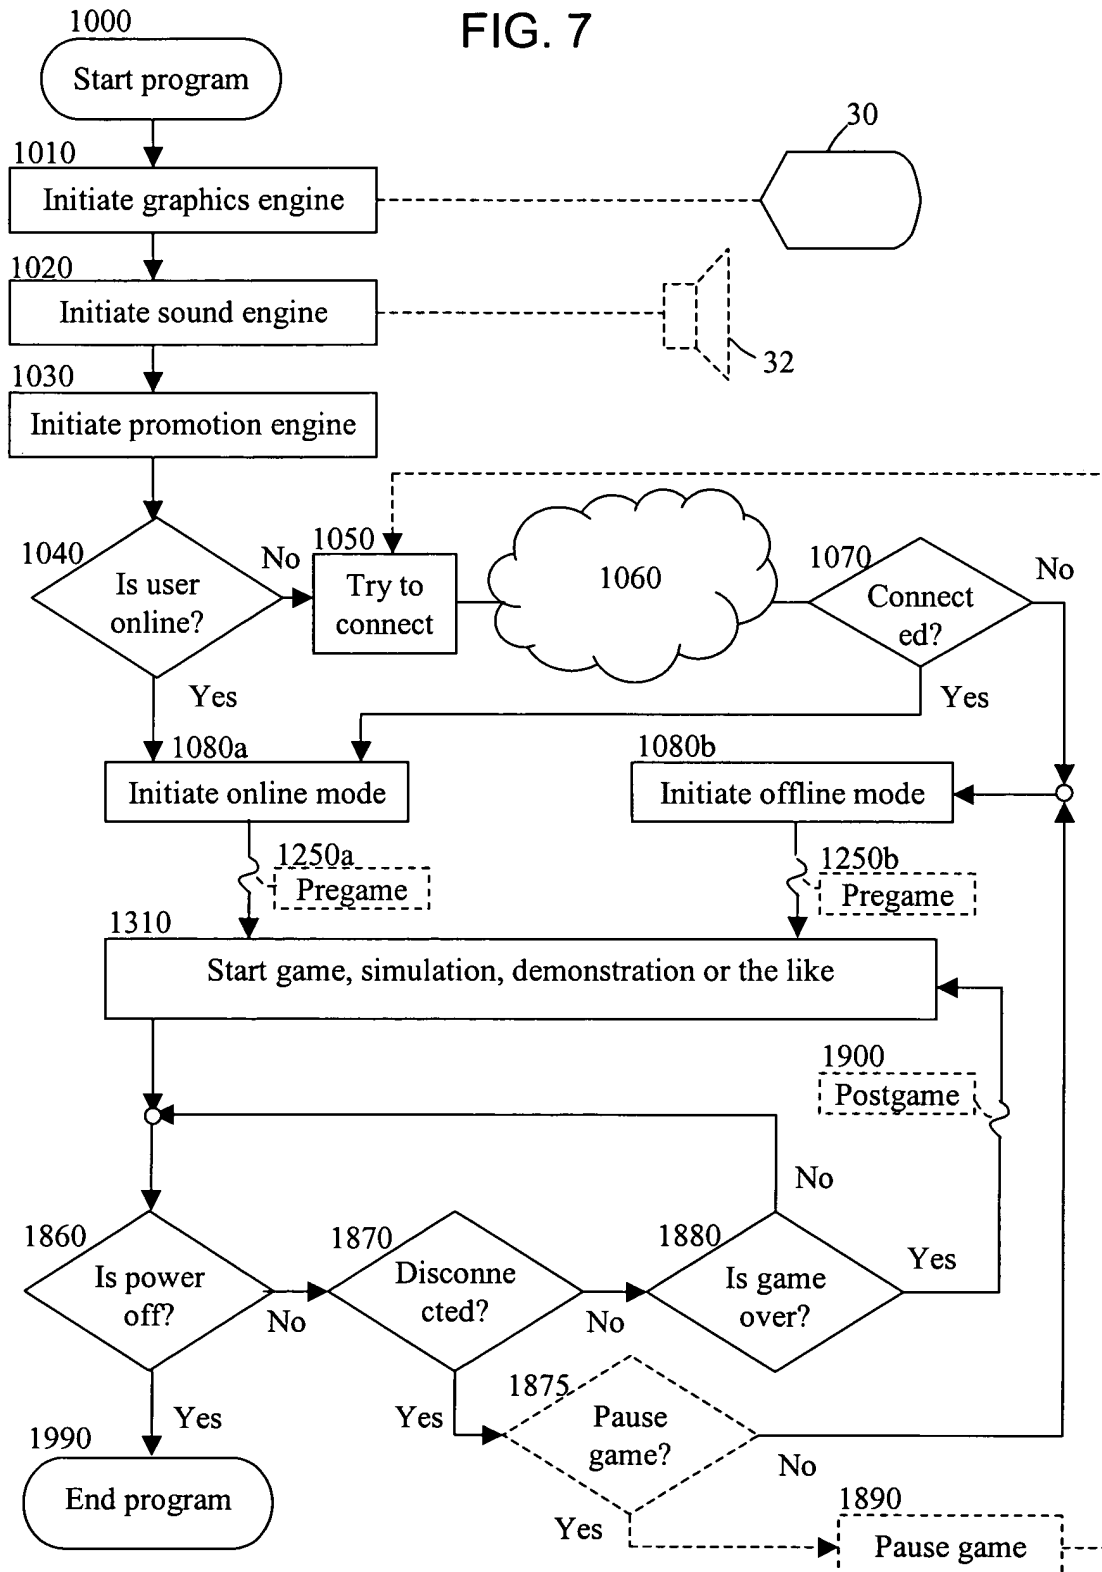 FIG. 7
1000
Start program
1010
Initiate graphics engine
30
1020
Initiate sound engine
32
1030
Initiate promotion engine
1040
Is user
online?
No
Yes
1050
Try to
connect
1060
1070
Connect
ed?
No
Yes
1080a
Initiate online mode
1080b
Initiate offline mode
1250a
Pregame
1250b
Pregame
1310
Start game, simulation, demonstration or the like
1900
Postgame
1860
Is power
off?
No
Yes
1870
Disconne
cted?
No
Yes
1880
Is game
over?
No
Yes
1875
Pause
game?
No
Yes
1890
Pause game
1990
End program